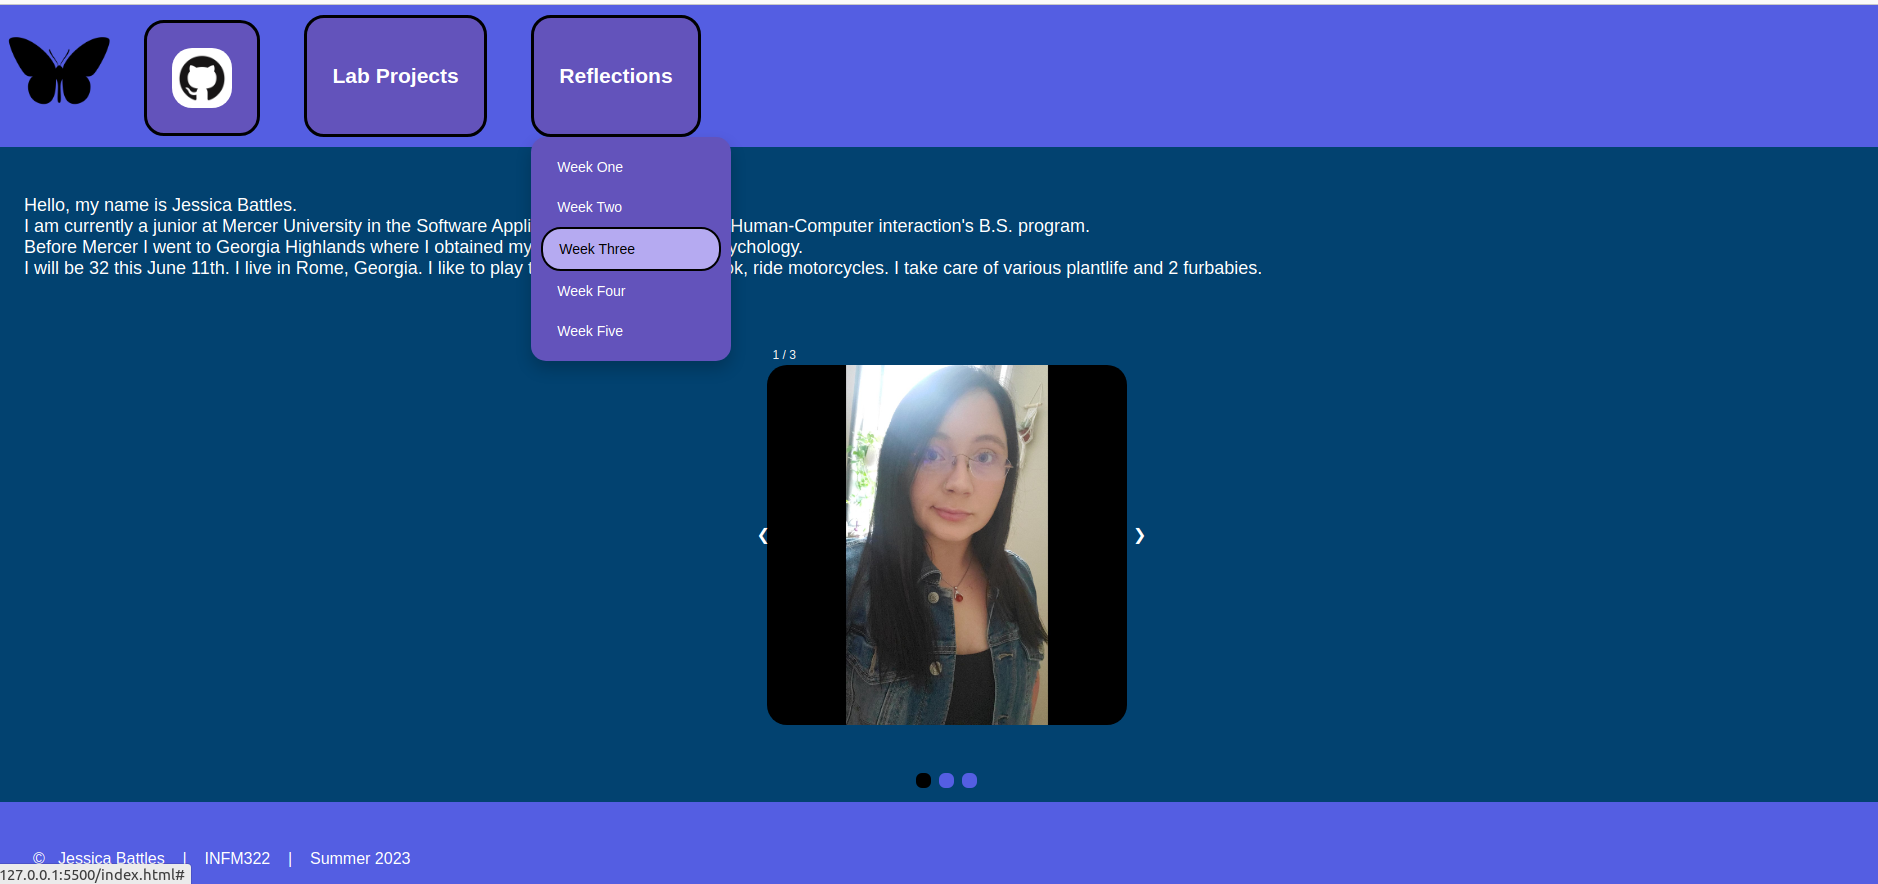 Lab Projects
Reflections
Week One
Week Two
Week Three
Week Four
Week Five
Hello, my name is Jessica Battles.
I am currently a junior at Mercer University in the Software Appli Human-Computer interaction's B.S. program.
Before Mercer I went to Georgia Highlands where I obtained my ychology.
I will be 32 this June 11th. I live in Rome, Georgia. I like to play t ok, ride motorcycles. I take care of various plantlife and 2 furbabies.
1 / 3
❮ ❯
© Jessica Battles | INFM322 | Summer 2023
127.0.0.1:5500/index.html#